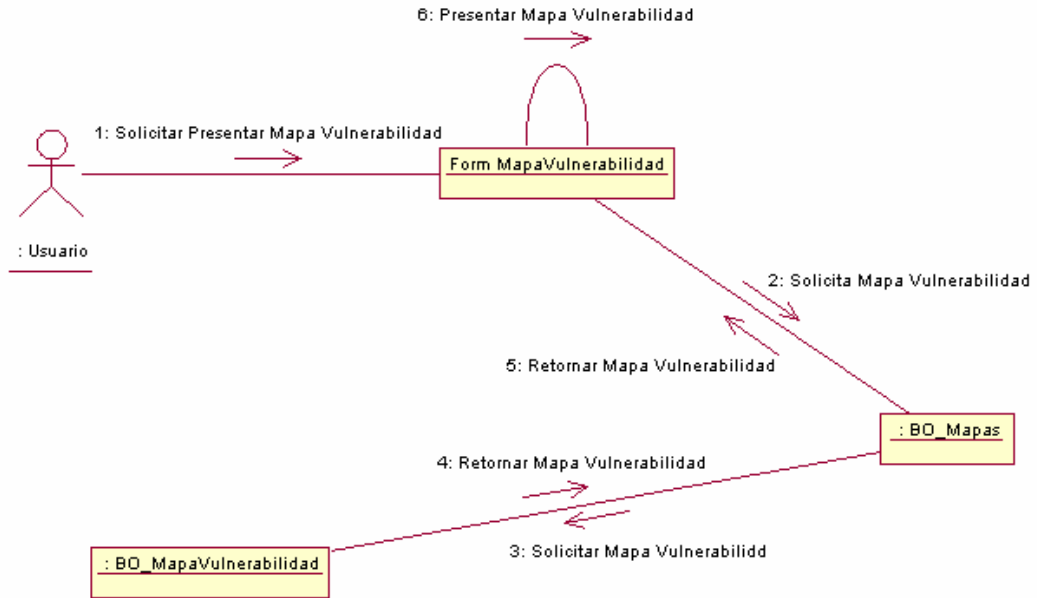 6: Presentar Mapa Vulnerabilidad
1: Solicitar Presentar Mapa Vulnerabilidad
Form MapaVulnerabilidad
: Usuario
2: Solicita Mapa Vulnerabilidad
5: Retornar Mapa Vulnerabilidad
: BO_Mapas
4: Retornar Mapa Vulnerabilidad
3: Solicitar Mapa Vulnerabilidd
: BO_MapaVulnerabilidad